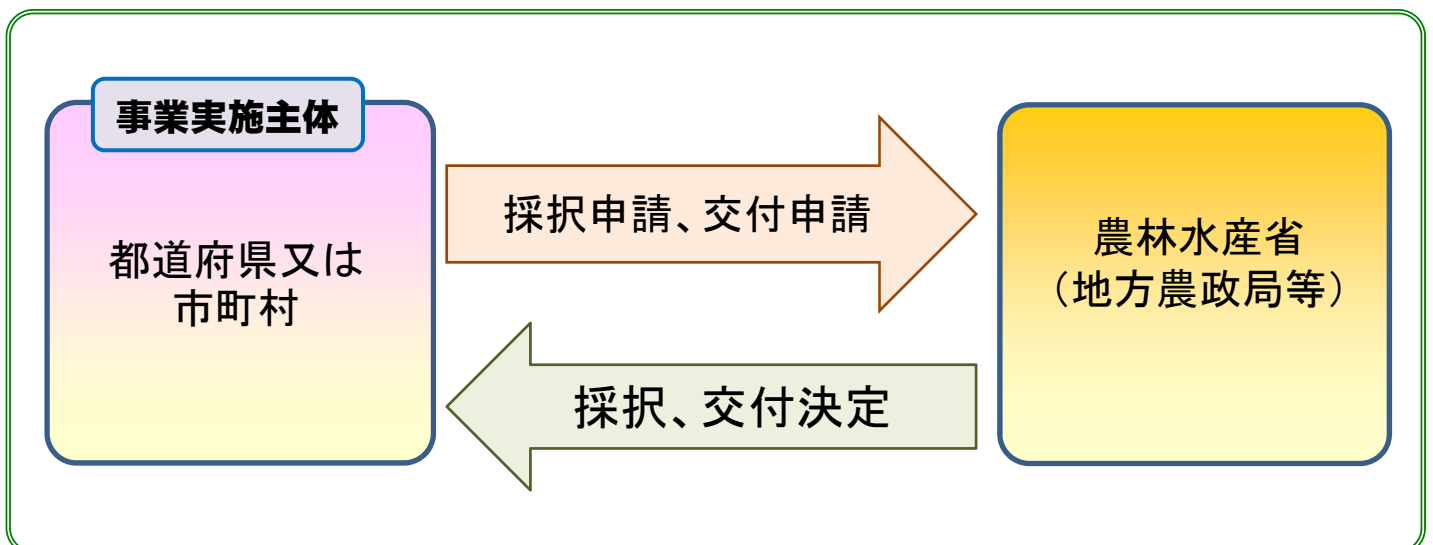 事業実施主体
都道府県又は
市町村
採択申請、交付申請
採択、交付決定
農林水産省
（地方農政局等）